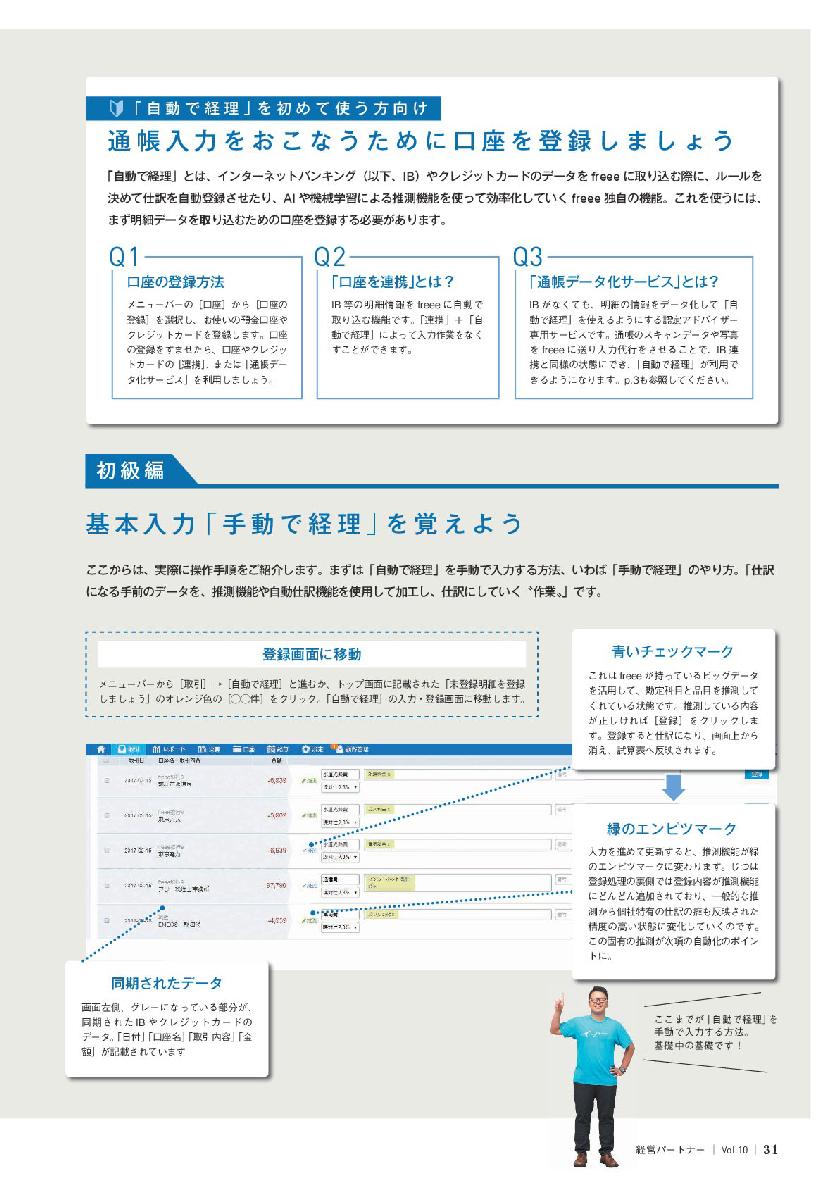 「自動で経理」を初めて使う方向け
通帳入力をおこなうために口座を登録しましょう
「自動で経理」とは、インターネットバンキング（以下、IB）やクレジットカードのデータを freee に取り込む際に、ルールを
決めて仕訳を自動登録させたり、AI や機械学習による推測機能を使って効率化していく freee 独自の機能。これを使うには、
まず明細データを取り込むための口座を登録する必要があります。
Q1
口座の登録方法
メニューバーの［口座］から［口座の
登録］を選択し、お使いの預金口座や
クレジットカードを登録します。口座
の登録をすませたら、口座やクレジッ
トカードの「連携」、または「通帳デー
タ化サービス」を利用しましょう。
Q2
「口座を連携」とは？
IB 等の明細情報を freee に自動で
取り込む機能です。「連携」＋「自
動で経理」によって入力作業をなく
すことができます。
Q3
「通帳データ化サービス」とは？
IB がなくても、明細の情報をデータ化して「自
動で経理」を使えるようにする認定アドバイザー
専用サービスです。通帳のスキャンデータや写真
を freee に送り入力代行をさせることで、IB 連
携と同様の状態にでき、「自動で経理」が利用で
きるようになります。p.3も参照してください。
初級編
基本入力「手動で経理」を覚えよう
ここからは、実際に操作手順をご紹介します。まずは「自動で経理」を手動で入力する方法、いわば「手動で経理」のやり方。「仕訳
になる手前のデータを、推測機能や自動仕訳機能を使用して加工し、仕訳にしていく〝作業〟」です。
登録画面に移動
メニューバーから［取引］→［自動で経理］と進むか、トップ画面に記載された「未登録明細を登録
しましょう」のオレンジ色の［○○件］をクリック。「自動で経理」の入力・登録画面に移動します。
青いチェックマーク
これは freee が持っているビッグデータ
を活用して、勘定科目と品目を推測して
くれている状態です。推測している内容
が正しければ［登録］をクリックしま
す。登録すると仕訳になり、画面上から
消え、試算表へ反映されます。
緑のエンピツマーク
入力を進めて更新すると、推測機能が緑
のエンピツマークに変わります。じつは
登録処理の裏側では登録内容が推測機能
にどんどん追加されており、一般的な推
測から個社特有の仕訳の癖も反映された
精度の高い状態に変化していくのです。
この固有の推測が次項の自動化のポイン
トに。
同期されたデータ
画面左側、グレーになっている部分が、
同期された IB やクレジットカードの
データ。「日付」「口座名」「取引内容」「金
額」が記載されています
ここまでが「自動で経理」を
手動で入力する方法。
基礎中の基礎です！
経営パートナー｜Vol 10｜31